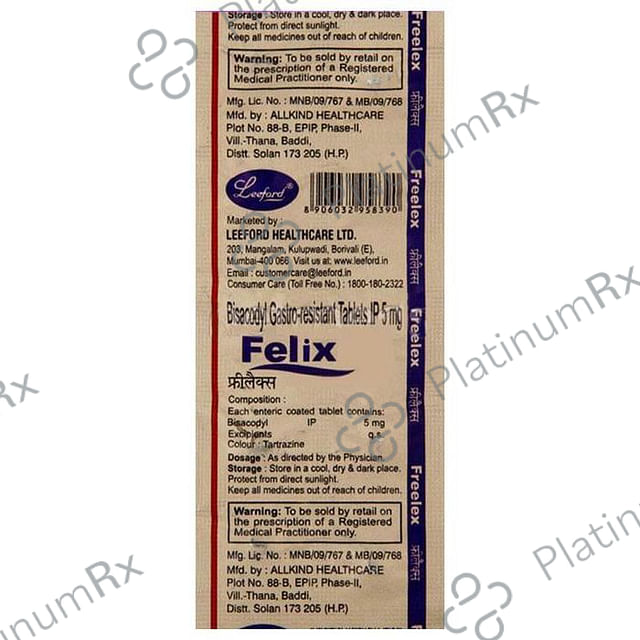 Storage : Store in a cool, dry & dark place.
Protect from direct sunlight.
Keep all medicines out of reach of children.
Warning: To be sold by retail on
the prescription of a Registered
Medical Practitioner only.
Mfg. Lic. No. : MNB/09/767 & MB/09/768
Mfd. by : ALLKIND HEALTHCARE
Plot No. 88-B, EPIP, Phase-II,
Vill.-Thana, Baddi,
Distt. Solan 173 205 (H.P.)
Leeford®
8 906032 958390
Marketed by :
LEEFORD HEALTHCARE LTD.
203, Mangalam, Kulupwadi, Borivali (E),
Mumbai-400 066 Visit us at: www.leeford.in
Email : customercare@leeford.in
Consumer Care (Toll Free No.) : 1800-180-2322
Bisacodyl Gastro-resistant Tablets IP 5 mg
Felix
फ्रीलैक्स
Composition :
Each enteric coated tablet contains:
Bisacodyl IP 5 mg
Excipients q.s.
Colour : Tartrazine
Dosage : As directed by the Physician.
Storage : Store in a cool, dry & dark place.
Protect from direct sunlight.
Keep all medicines out of reach of children.
Warning: To be sold by retail on
the prescription of a Registered
Medical Practitioner only.
Mfg. Lic. No. : MNB/09/767 & MB/09/768
Mfd. by : ALLKIND HEALTHCARE
Plot No. 88-B, EPIP, Phase-II,
Vill.-Thana, Baddi,
Distt. Solan 173 205 (H.P.)
Freelex
फ्रीलैक्स
Freelex
फ्रीलैक्स
Freelex
फ्रीलैक्स
Freelex
फ्रीलैक्स
PlatinumRx
PlatinumRx
PlatinumRx
PlatinumRx